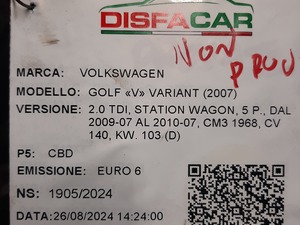 DISFACAR
NON
PROV
MARCA: VOLKSWAGEN
MODELLO: GOLF «V» VARIANT (2007)
VERSIONE: 2.0 TDI, STATION WAGON, 5 P., DAL
2009-07 AL 2010-07, CM3 1968, CV
140, KW. 103 (D)
P5: CBD
EMISSIONE: EURO 6
NS: 1905/2024
DATA:26/08/2024 14:24:00